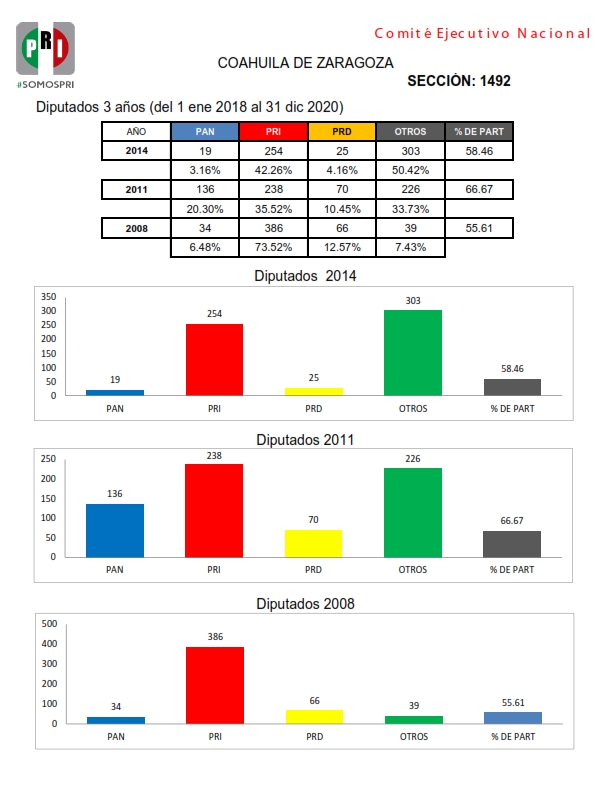 Comité Ejecutivo Nacional
PRI
#SOMOSPRI
COAHUILA DE ZARAGOZA
SECCIÓN: 1492
Diputados 3 años (del 1 ene 2018 al 31 dic 2020)
AÑO PAN PRI PRD OTROS % DE PART
2014 19 254 25 303 58.46
3.16% 42.26% 4.16% 50.42%
2011 136 238 70 226 66.67
20.30% 35.52% 10.45% 33.73%
2008 34 386 66 39 55.61
6.48% 73.52% 12.57% 7.43%
Diputados 2014
350
300
250
200
150
100
50
0
19 254 25 303 58.46
PAN PRI PRD OTROS % DE PART
Diputados 2011
250
200
150
100
50
0
136 238 70 226 66.67
PAN PRI PRD OTROS % DE PART
Diputados 2008
500
400
300
200
100
0
34 386 66 39 55.61
PAN PRI PRD OTROS % DE PART